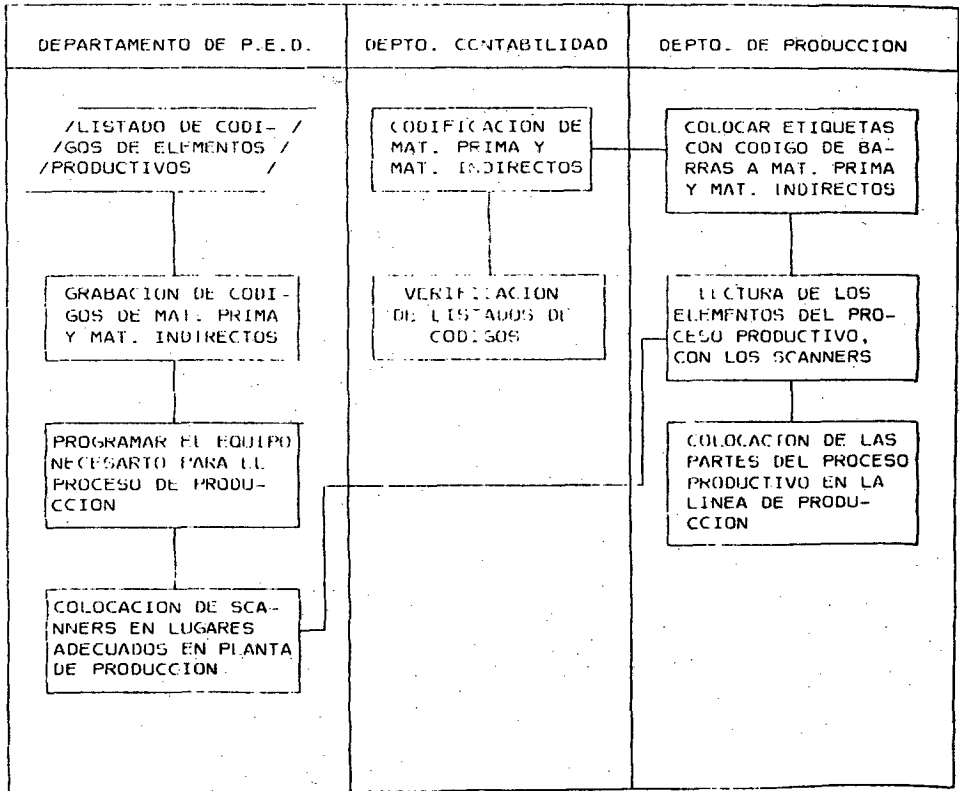 DEPARTAMENTO DE P.E.D.
DEPTO. CONTABILIDAD
DEPTO. DE PRODUCCION
/LISTADO DE CODI- /
/GOS DE ELEMENTOS /
/PRODUCTIVOS /
CODIFICACION DE
MAT. PRIMA Y
MAT. INDIRECTOS
COLOCAR ETIQUETAS
CON CODIGO DE BA-
RRAS A MAT. PRIMA
Y MAT. INDIRECTOS
GRABACION DE CODI-
GOS DE MAT. PRIMA
Y MAT. INDIRECTOS
VERIFICACION
DE LISTADOS DE
CODIGOS
LECTURA DE LOS
ELEMENTOS DEL PRO-
CESO PRODUCTIVO,
CON LOS SCANNERS
PROGRAMAR EL EQUIPO
NECESARIO PARA EL
PROCESO DE PRODU-
CCION
COLOCACION DE LAS
PARTES DEL PROCESO
PRODUCTIVO EN LA
LINEA DE PRODU-
CCION
COLOCACION DE SCA-
NNERS EN LUGARES
ADECUADOS EN PLANTA
DE PRODUCCION.